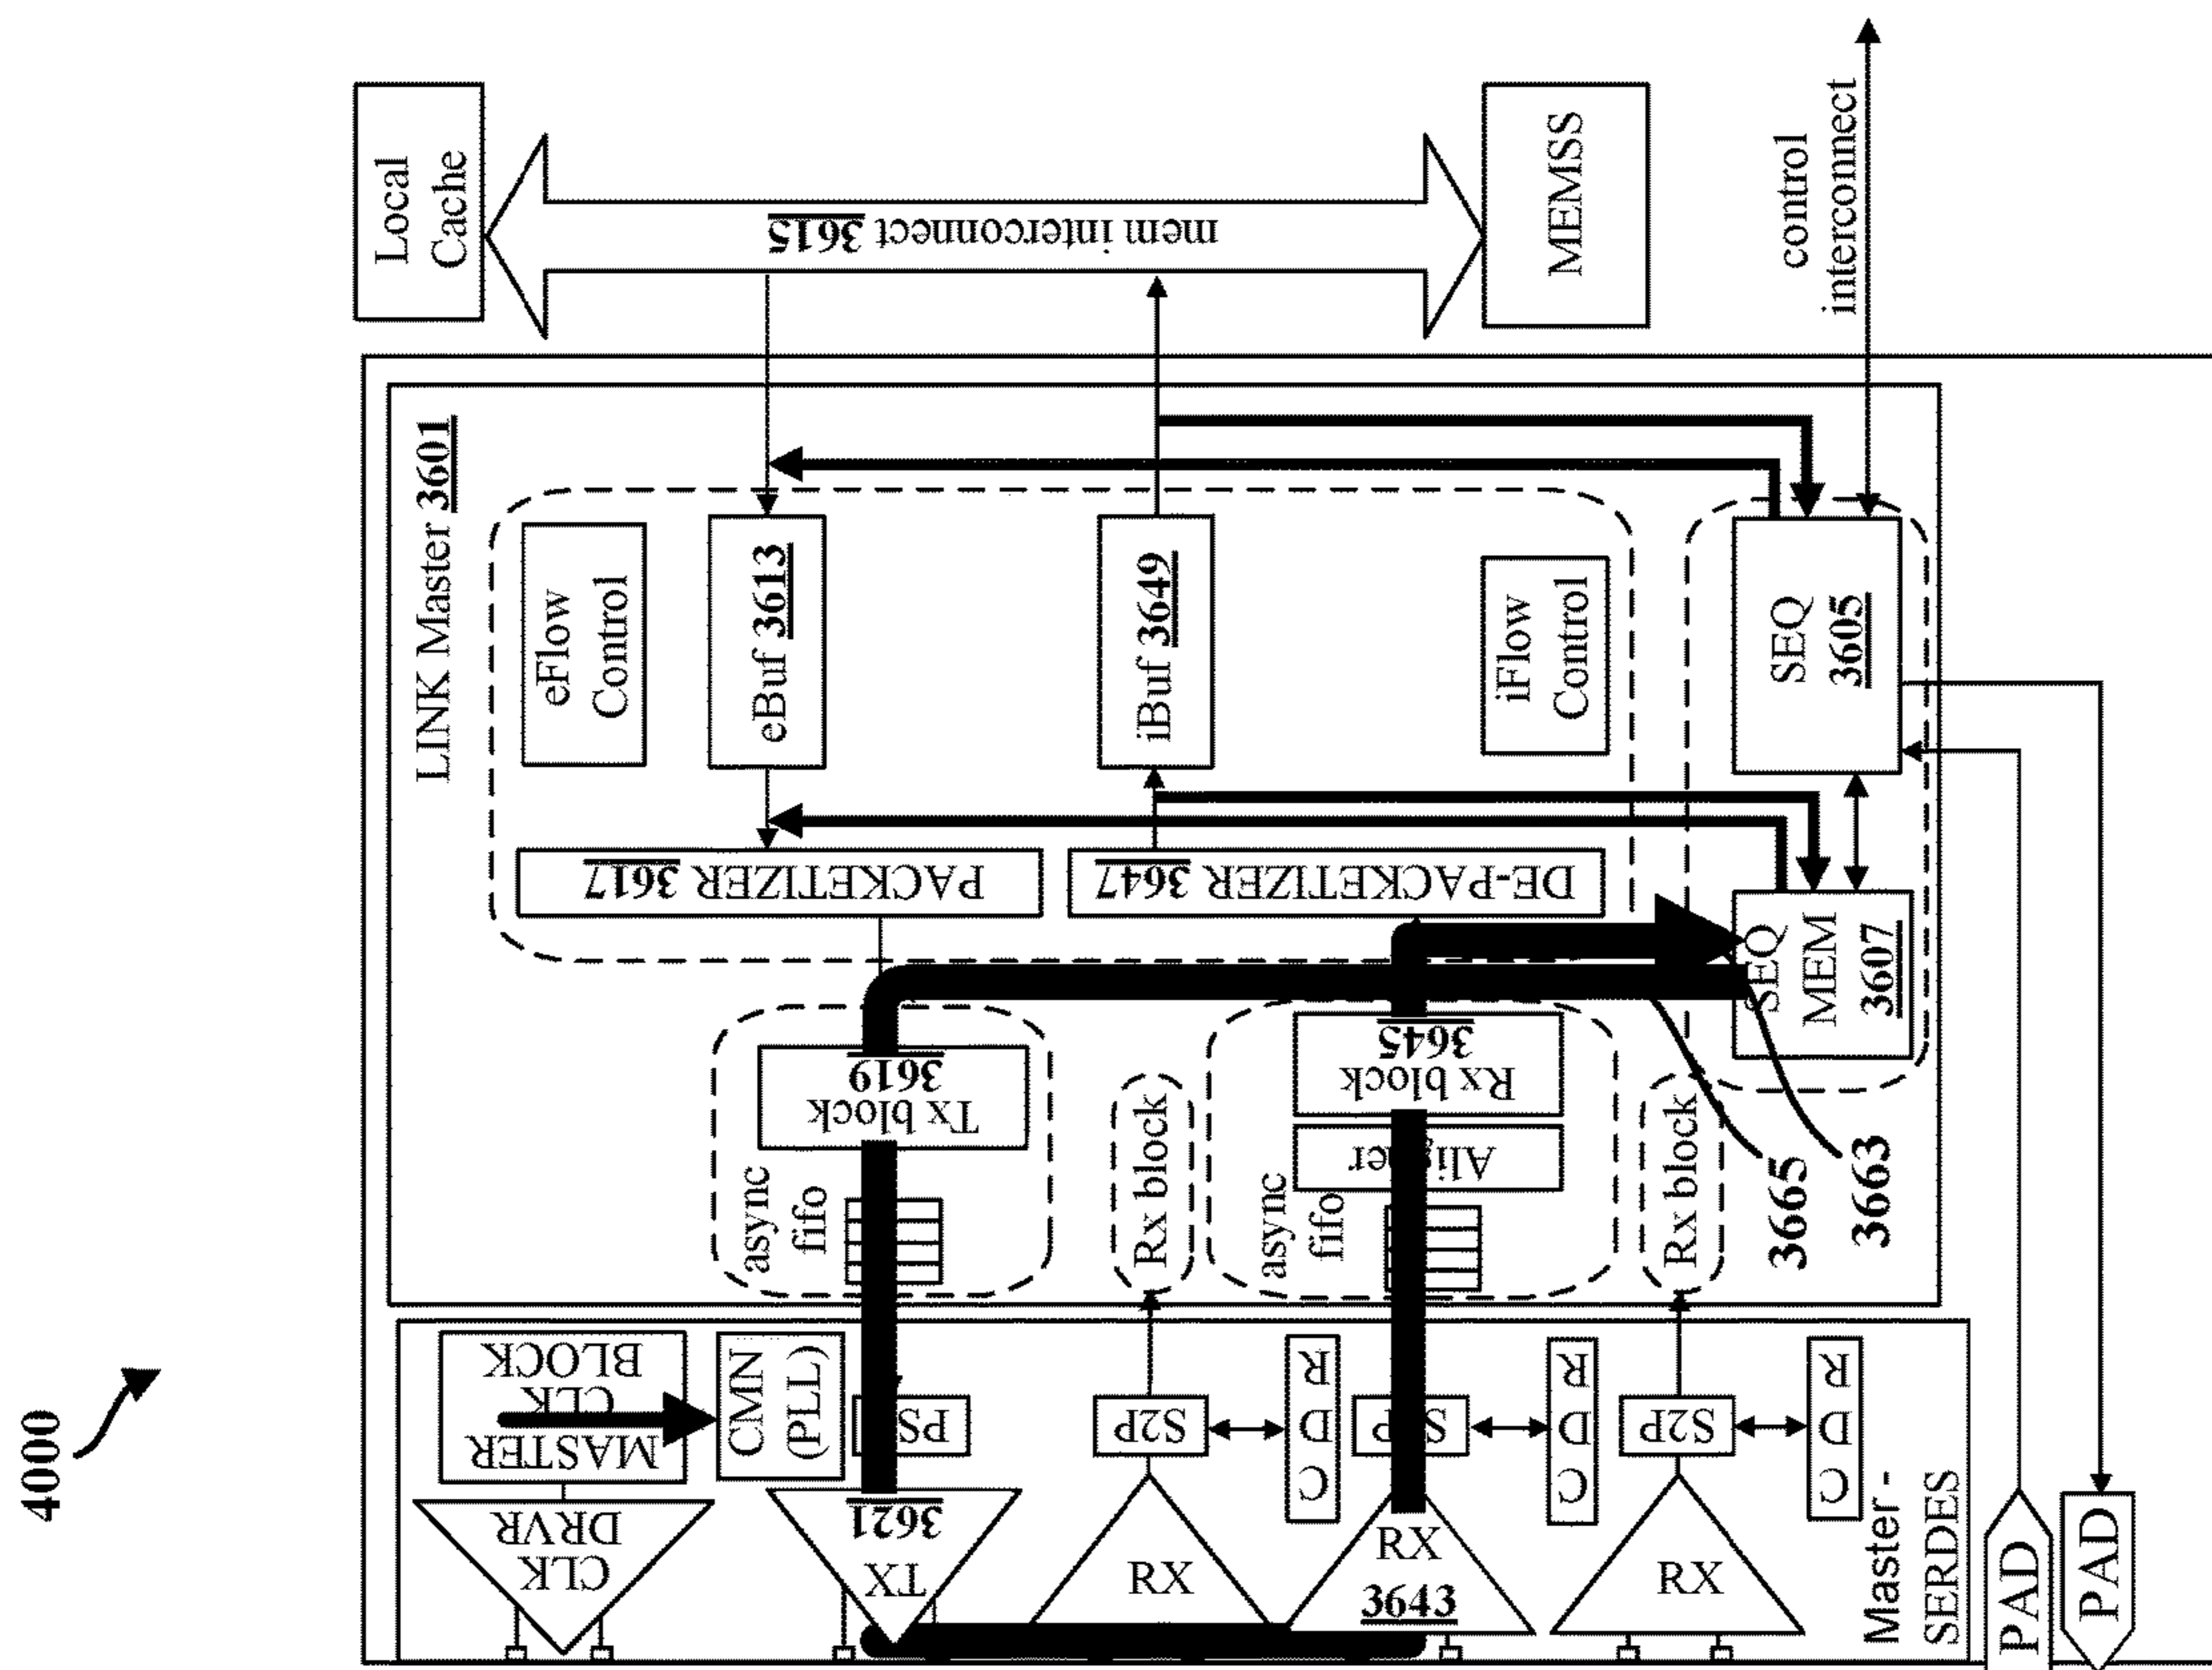 4000
Local
Cache
mem interconnect 3615
MEMSS
control
interconnect
LINK Master 3601
eFlow
Control
eBuf 3613
iBuf 3649
iFlow
Control
SEQ
3605
PACKETIZER 3617
DE-PACKETIZER 3647
SEQ
MEM
3607
Tx block
3619
async
fifo
Rx block
Rx block
3645
Aligner
async
fifo
Rx block
3665
3663
MASTER
CLK
BLOCK
CMN
(PLL)
PS
S2P
C D R
S P
C D R
S2P
C D R
CLK
DRVR
TX
3621
RX
RX
3643
RX
Master -
SERDES
PAD
PAD